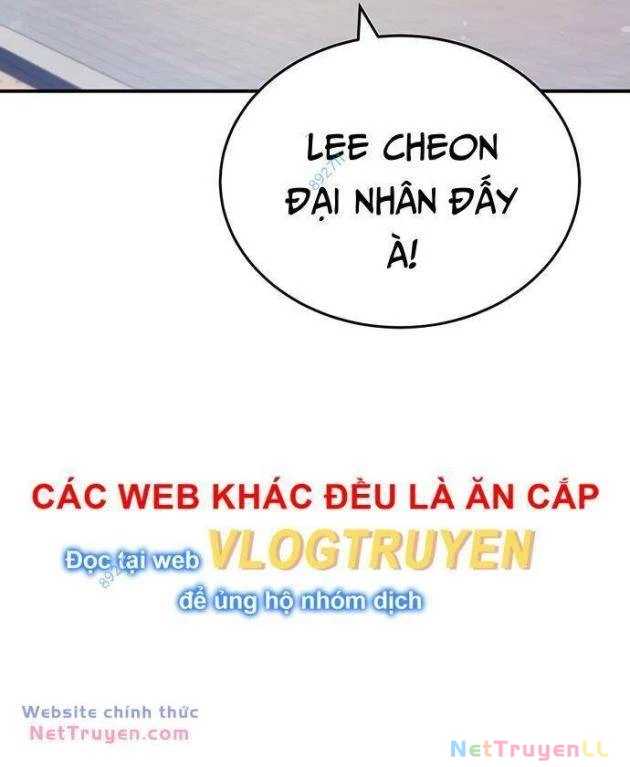 LEE CHEON
ĐẠI NHÂN ĐẤY
À!
CÁC WEB KHÁC ĐỀU LÀ ĂN CẮP
Đọc tại web VLOGTRUYEN
để ủng hộ nhóm dịch
Website chính thức
NetTruyen.com
NetTruyenLL